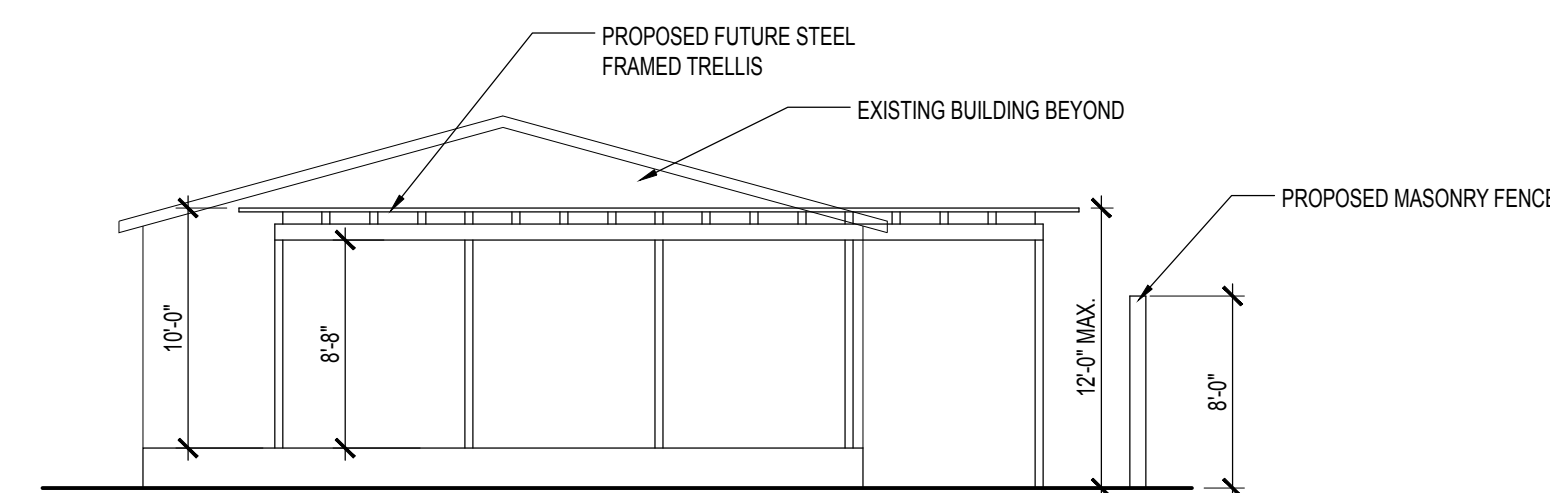 PROPOSED FUTURE STEEL
FRAMED TRELLIS
EXISTING BUILDING BEYOND
PROPOSED MASONRY FENCE
10'-0"
8'-8"
12'-0" MAX.
8'-0"